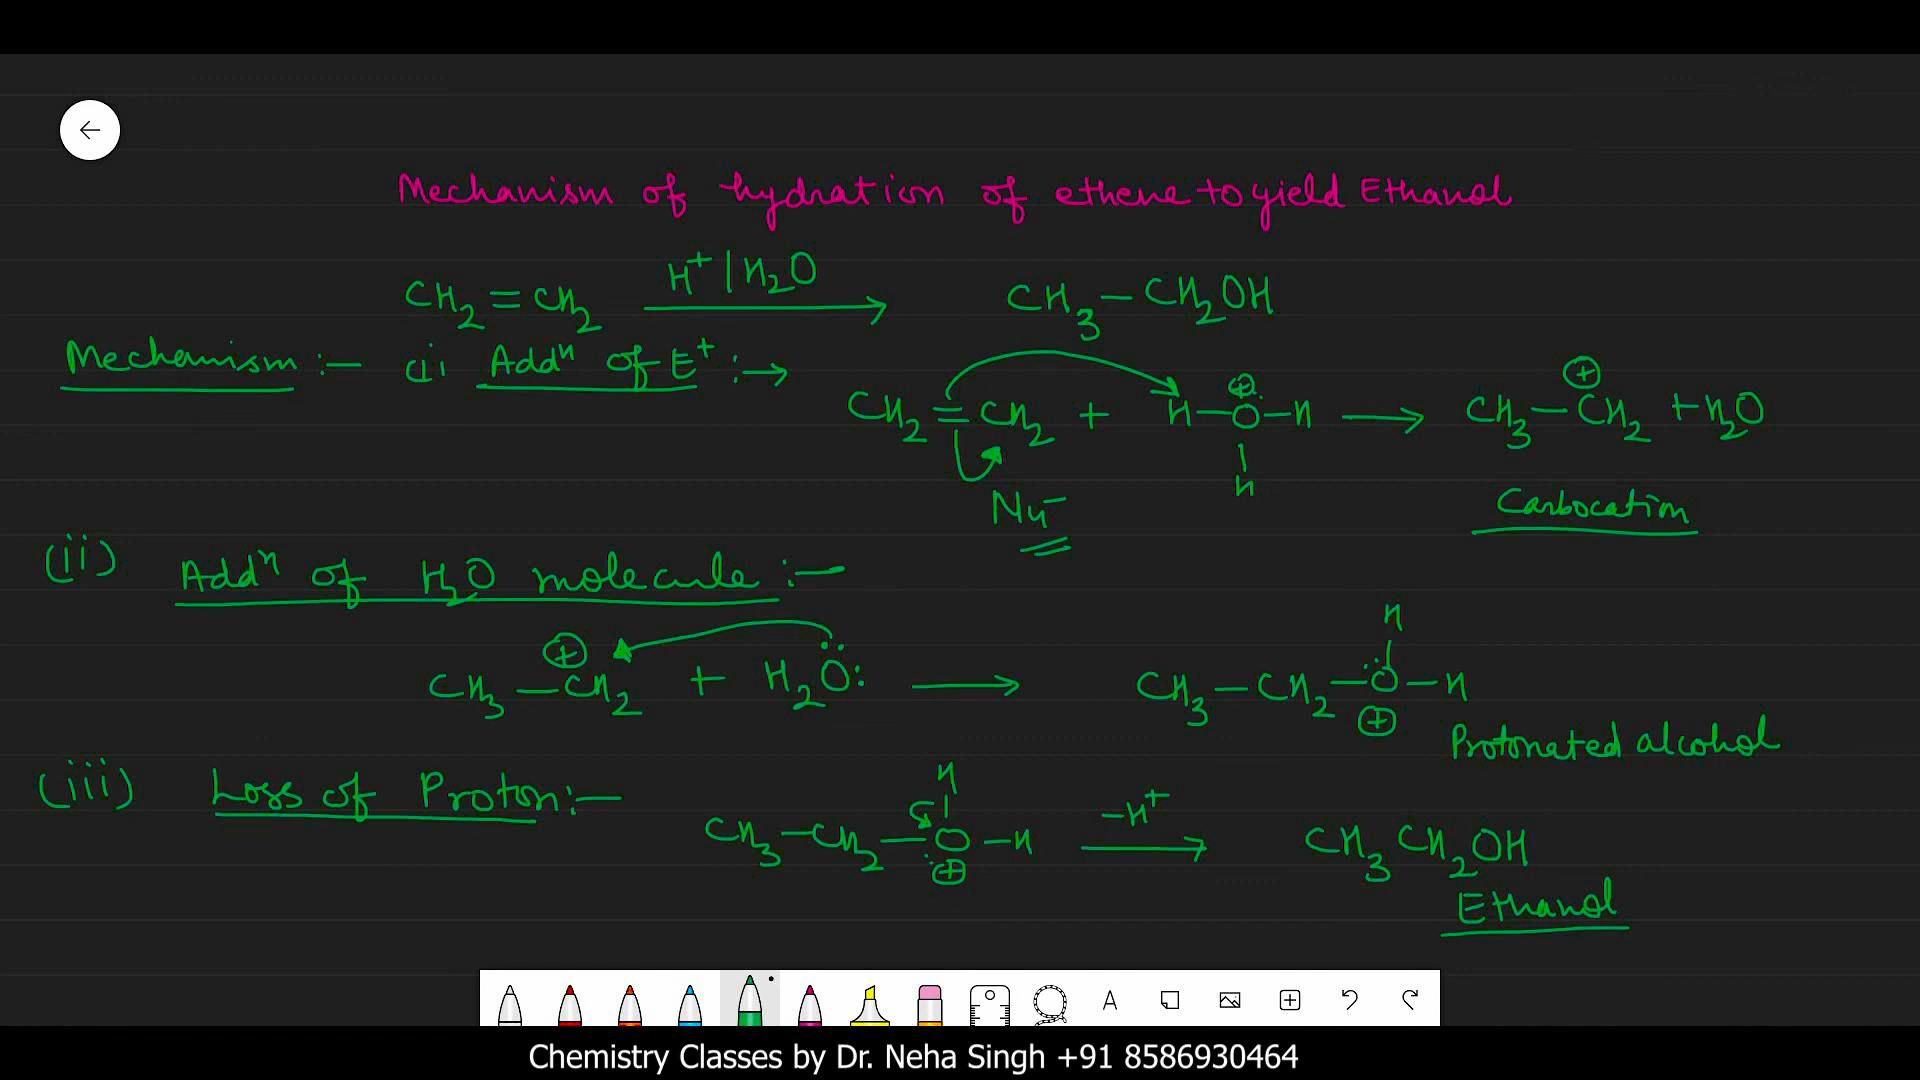 Mechanism of hydration of ethene to yield Ethanol
CH₂=CH₂ —H⁺|H₂O→ CH₃—CH₂OH
Mechanism:— (i) Addⁿ of E⁺:→
CH₂=CH₂ + H—O⊕—H → CH₃—CH₂⊕ + H₂O
H
Nu⁻
Carbocation
(ii) Addⁿ of H₂O molecule:—
H
CH₃—CH₂⊕ + H₂Ö: → CH₃—CH₂—Ö—H
⊕
Protonated alcohol
(iii) Loss of Proton:—
H
CH₃—CH₂—O—H —−H⁺→ CH₃CH₂OH
⊕
Ethanol
A
Chemistry Classes by Dr. Neha Singh +91 8586930464